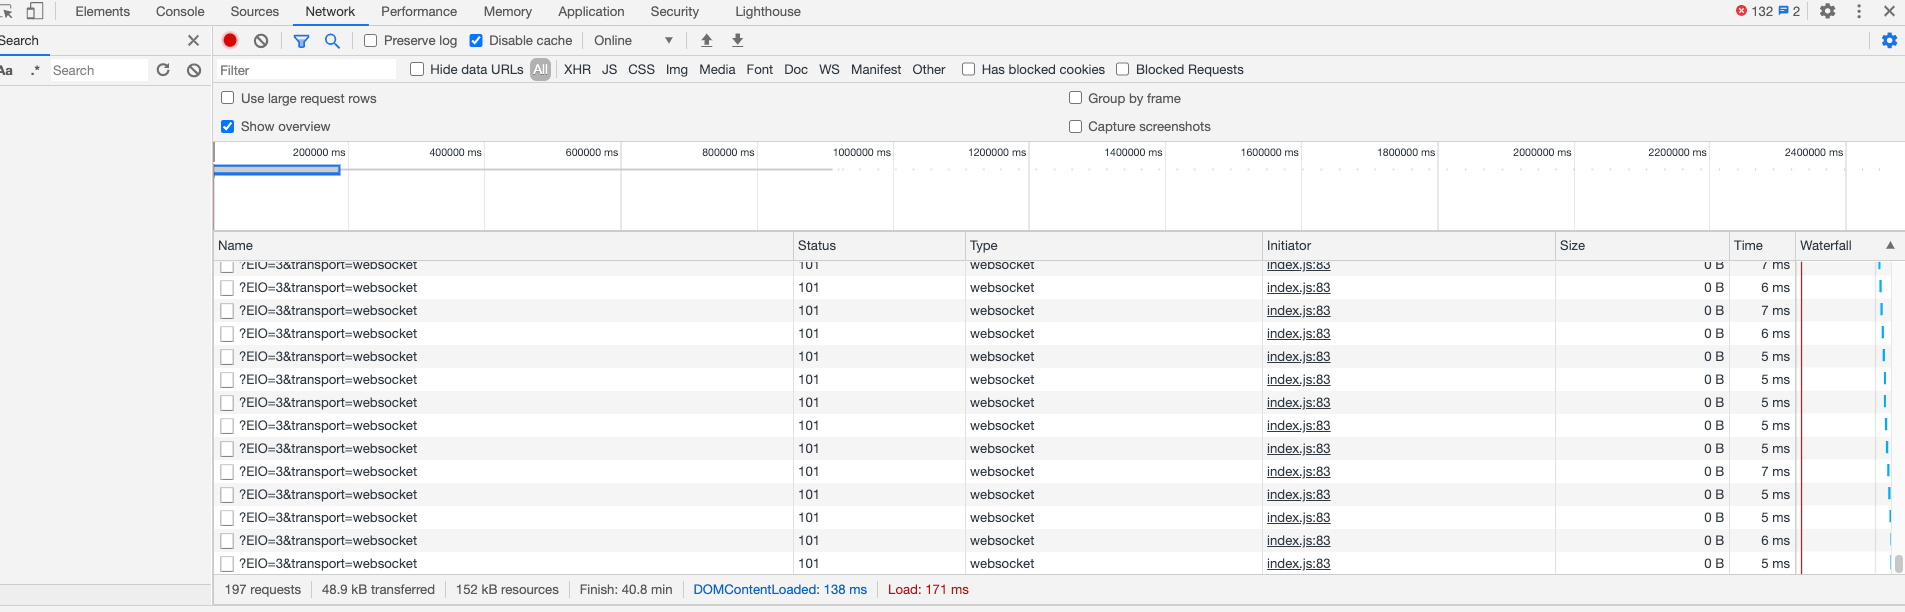 Elements Console Sources Network Performance Memory Application Security Lighthouse 132 2
Search Preserve log Disable cache Online
Aa .* Search Filter Hide data URLs All XHR JS CSS Img Media Font Doc WS Manifest Other Has blocked cookies Blocked Requests
Use large request rows Group by frame
Show overview Capture screenshots
200000 ms 400000 ms 600000 ms 800000 ms 1000000 ms 1200000 ms 1400000 ms 1600000 ms 1800000 ms 2000000 ms 2200000 ms 2400000 ms
Name Status Type Initiator Size Time Waterfall
?EIO=3&transport=websocket 101 websocket index.js:83 0 B 7 ms
?EIO=3&transport=websocket 101 websocket index.js:83 0 B 6 ms
?EIO=3&transport=websocket 101 websocket index.js:83 0 B 7 ms
?EIO=3&transport=websocket 101 websocket index.js:83 0 B 6 ms
?EIO=3&transport=websocket 101 websocket index.js:83 0 B 5 ms
?EIO=3&transport=websocket 101 websocket index.js:83 0 B 5 ms
?EIO=3&transport=websocket 101 websocket index.js:83 0 B 5 ms
?EIO=3&transport=websocket 101 websocket index.js:83 0 B 5 ms
?EIO=3&transport=websocket 101 websocket index.js:83 0 B 5 ms
?EIO=3&transport=websocket 101 websocket index.js:83 0 B 7 ms
?EIO=3&transport=websocket 101 websocket index.js:83 0 B 5 ms
?EIO=3&transport=websocket 101 websocket index.js:83 0 B 5 ms
?EIO=3&transport=websocket 101 websocket index.js:83 0 B 6 ms
?EIO=3&transport=websocket 101 websocket index.js:83 0 B 5 ms
197 requests 48.9 kB transferred 152 kB resources Finish: 40.8 min DOMContentLoaded: 138 ms Load: 171 ms